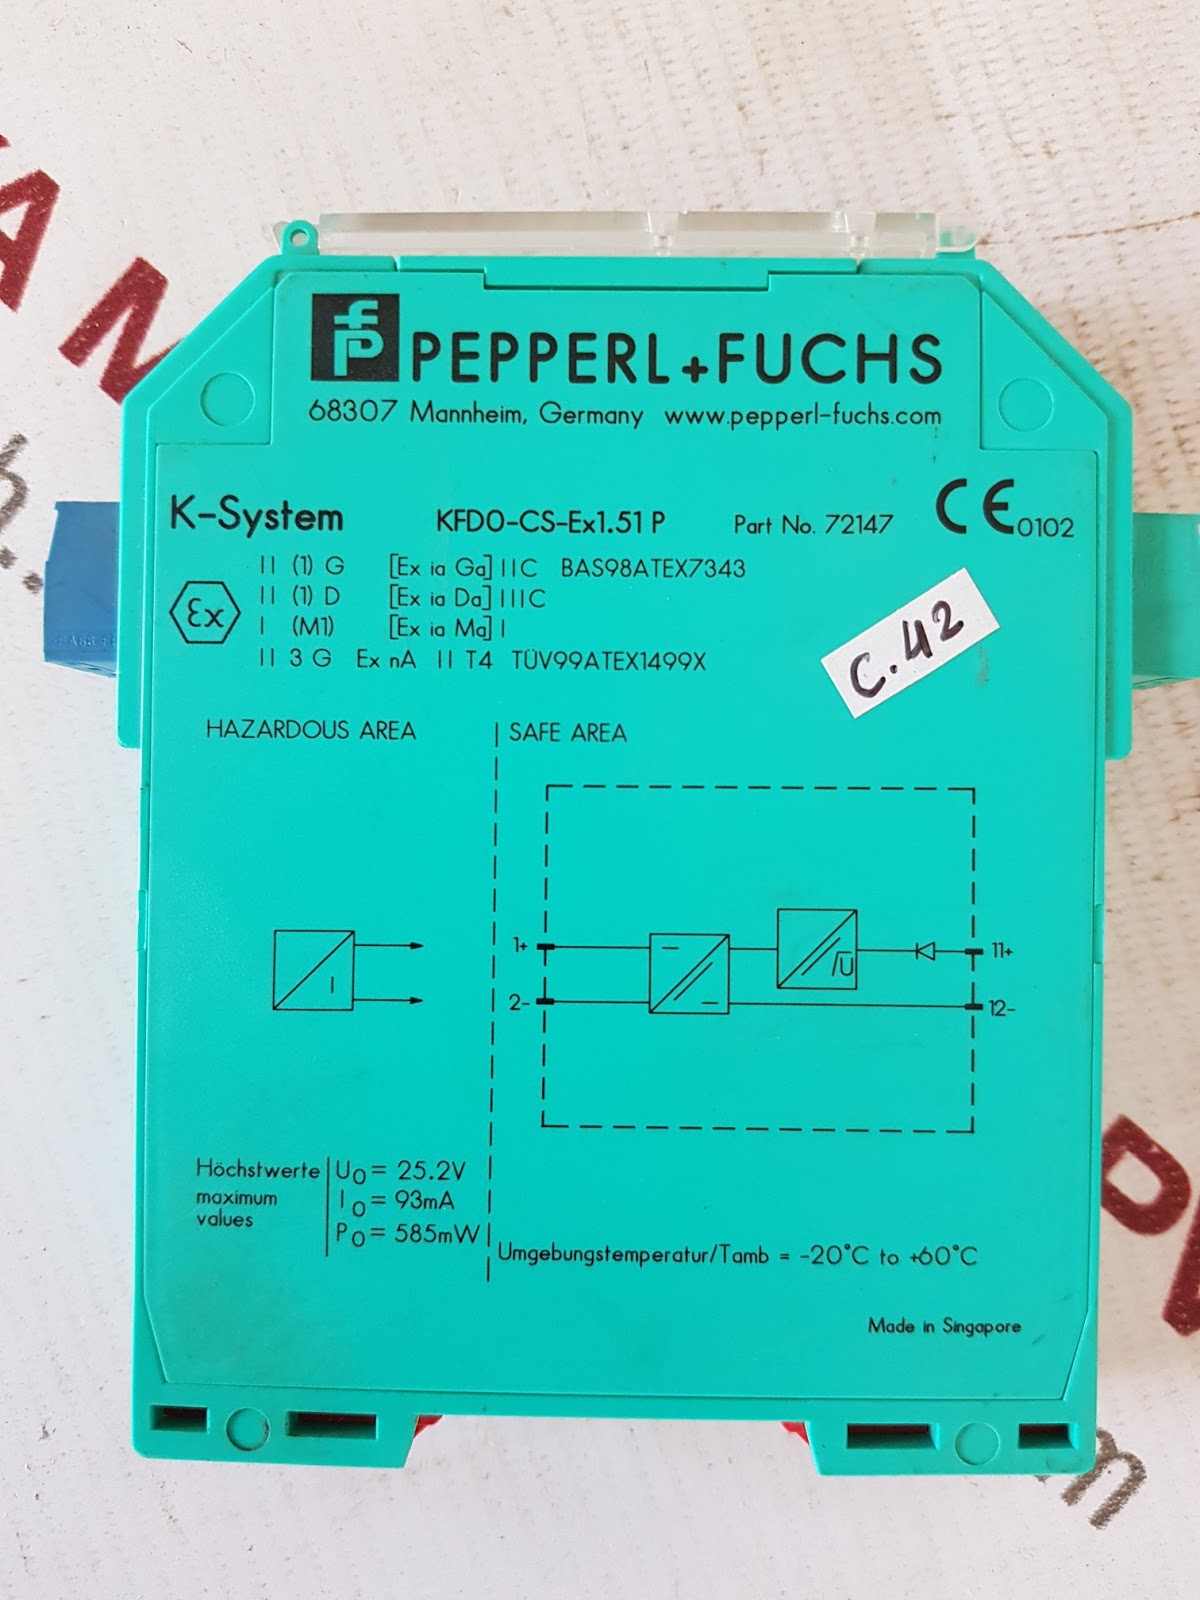 PEPPERL+FUCHS
68307 Mannheim, Germany www.pepperl-fuchs.com
K-System KFD0-CS-Ex1.51 P Part No. 72147 CE 0102
II (1) G [Ex ia Ga] IIC BAS98ATEX7343
Ex II (1) D [Ex ia Da] IIIC
I (M1) [Ex ia Ma] I
II 3 G Ex nA II T4 TÜV99ATEX1499X
C.42
HAZARDOUS AREA SAFE AREA
1+ 11+
I /U
2- 12-
Höchstwerte U0 = 25.2V
maximum I0 = 93mA
values P0 = 585mW
Umgebungstemperatur/Tamb = -20°C to +60°C
Made in Singapore